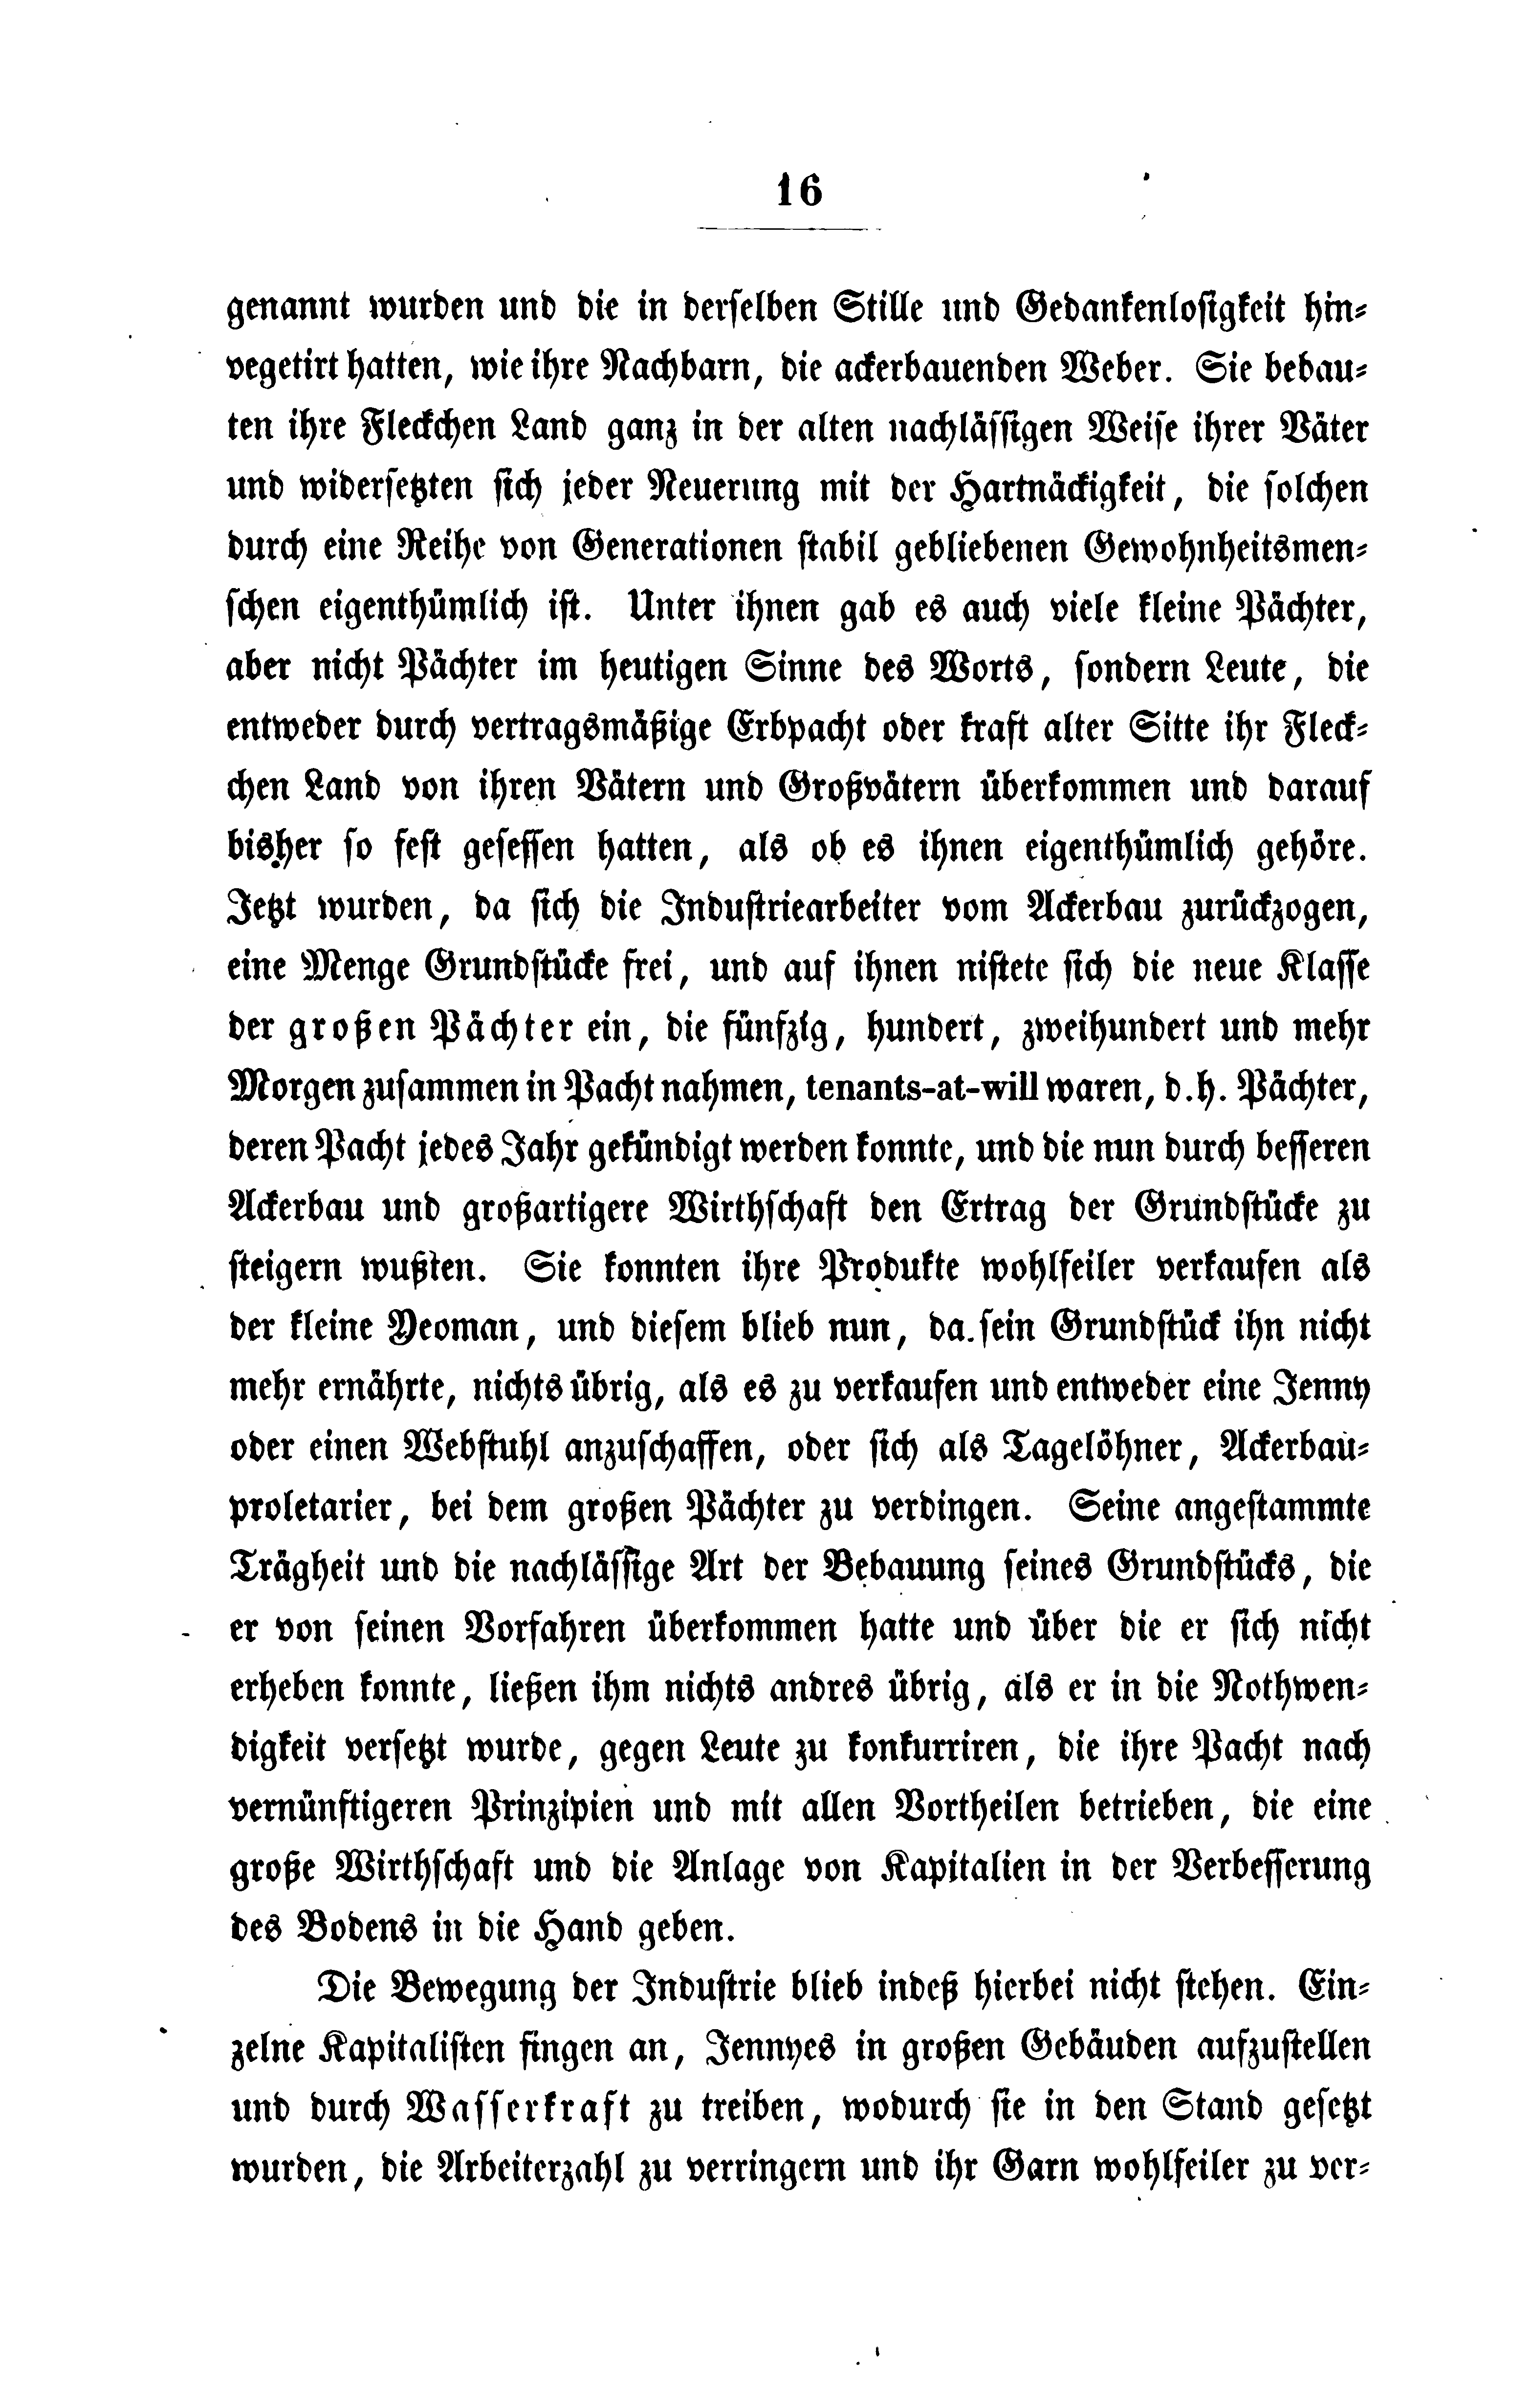 16
genannt wurden und die in derselben Stille und Gedankenlosigkeit hin-
vegetirt hatten, wie ihre Nachbarn, die ackerbauenden Weber. Sie bebau-
ten ihre Fleckchen Land ganz in der alten nachlässigen Weise ihrer Väter
und widersetzten sich jeder Neuerung mit der Hartnäckigkeit, die solchen
durch eine Reihe von Generationen stabil gebliebenen Gewohnheitsmen-
schen eigenthümlich ist. Unter ihnen gab es auch viele kleine Pächter,
aber nicht Pächter im heutigen Sinne des Worts, sondern Leute, die
entweder durch vertragsmäßige Erbpacht oder kraft alter Sitte ihr Fleck-
chen Land von ihren Vätern und Großvätern überkommen und darauf
bisher so fest gesessen hatten, als ob es ihnen eigenthümlich gehöre.
Jetzt wurden, da sich die Industriearbeiter vom Ackerbau zurückzogen,
eine Menge Grundstücke frei, und auf ihnen nistete sich die neue Klasse
der großen Pächter ein, die fünfzig, hundert, zweihundert und mehr
Morgen zusammen in Pacht nahmen, tenants-at-will waren, d. h. Pächter,
deren Pacht jedes Jahr gekündigt werden konnte, und die nun durch besseren
Ackerbau und großartigere Wirthschaft den Ertrag der Grundstücke zu
steigern wußten. Sie konnten ihre Produkte wohlfeiler verkaufen als
der kleine Yeoman, und diesem blieb nun, da sein Grundstück ihn nicht
mehr ernährte, nichts übrig, als es zu verkaufen und entweder eine Jenny
oder einen Webstuhl anzuschaffen, oder sich als Tagelöhner, Ackerbau-
proletarier, bei dem großen Pächter zu verdingen. Seine angestammte
Trägheit und die nachlässige Art der Bebauung seines Grundstücks, die
er von seinen Vorfahren überkommen hatte und über die er sich nicht
erheben konnte, ließen ihm nichts andres übrig, als er in die Nothwen-
digkeit versetzt wurde, gegen Leute zu konkurriren, die ihre Pacht nach
vernünftigeren Prinzipien und mit allen Vortheilen betrieben, die eine
große Wirthschaft und die Anlage von Kapitalien in der Verbesserung
des Bodens in die Hand geben.
Die Bewegung der Industrie blieb indeß hierbei nicht stehen. Ein-
zelne Kapitalisten fingen an, Jennyes in großen Gebäuden aufzustellen
und durch Wasserkraft zu treiben, wodurch sie in den Stand gesetzt
wurden, die Arbeiterzahl zu verringern und ihr Garn wohlfeiler zu ver-